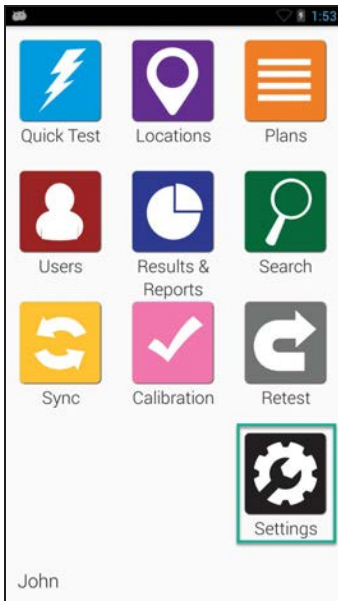 1:53
Quick Test
Locations
Plans
Users
Results &
Reports
Search
Sync
Calibration
Retest
Settings
John